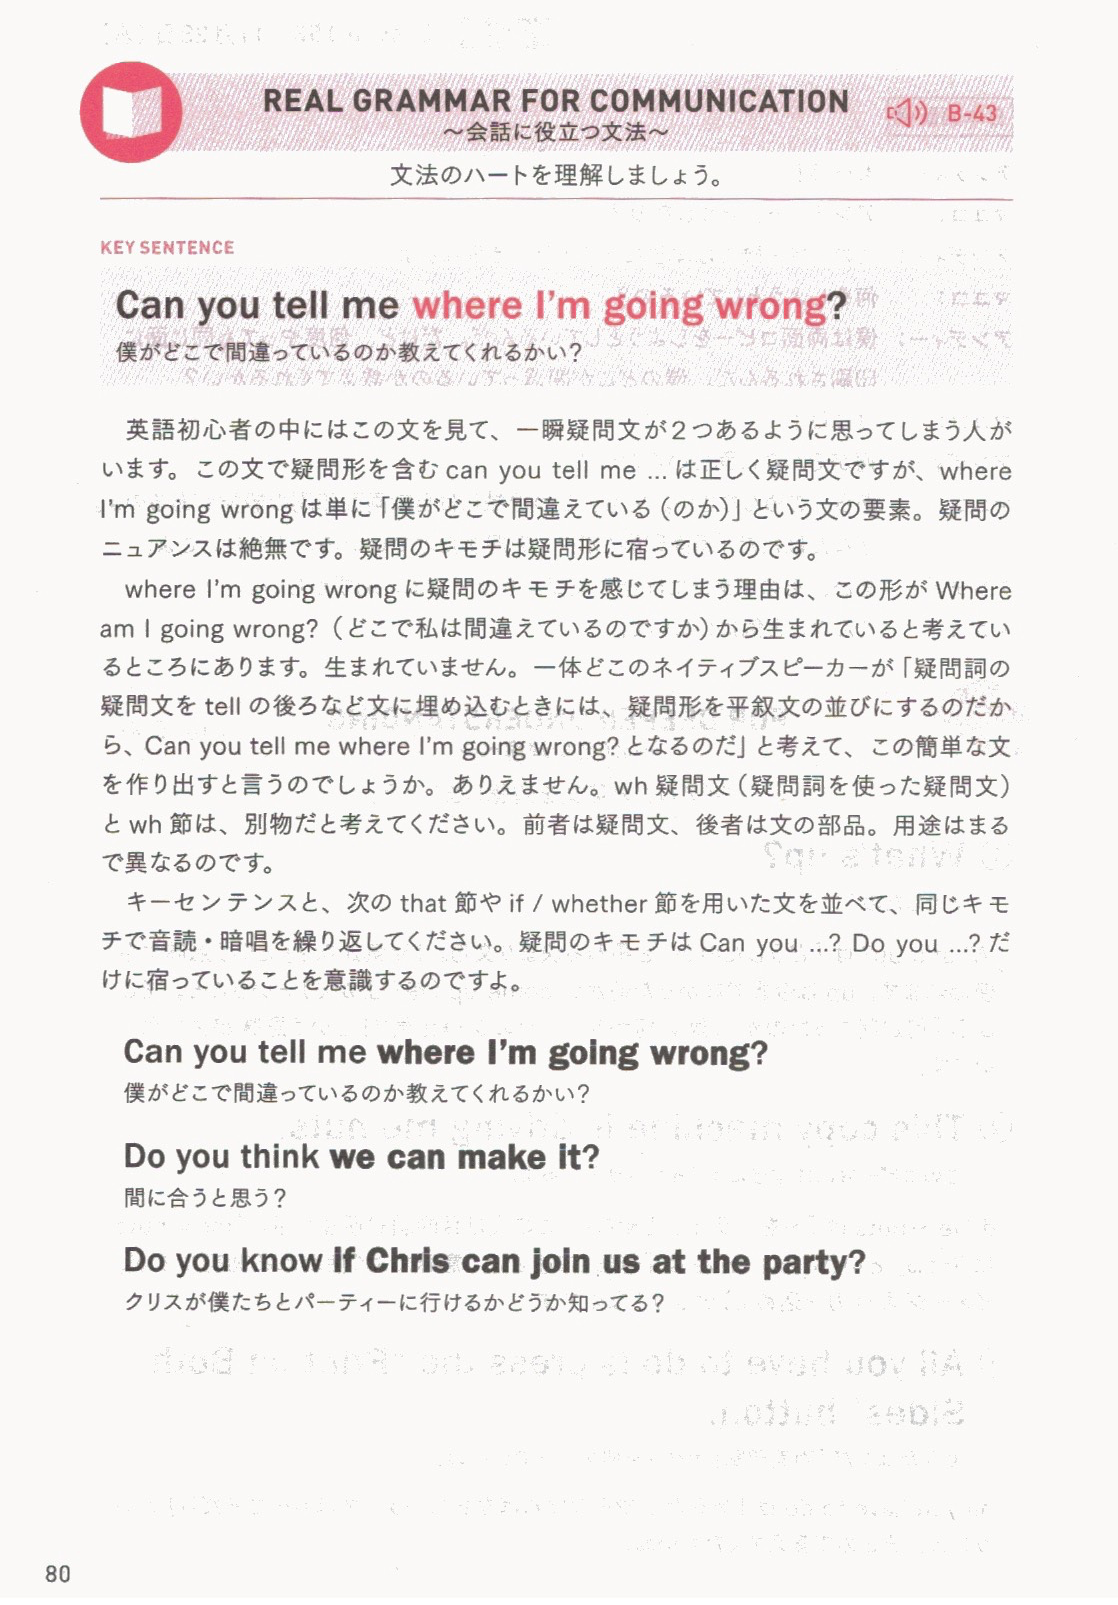 REAL GRAMMAR FOR COMMUNICATION
～会話に役立つ文法～
B-43
文法のハートを理解しましょう。
KEY SENTENCE
Can you tell me where I'm going wrong?
僕がどこで間違っているのか教えてくれるかい？
英語初心者の中にはこの文を見て、一瞬疑問文が２つあるように思ってしまう人が
います。この文で疑問形を含む can you tell me ... は正しく疑問文ですが、where
I'm going wrong は単に「僕がどこで間違えている（のか）」という文の要素。疑問の
ニュアンスは絶無です。疑問のキモチは疑問形に宿っているのです。
where I'm going wrong に疑問のキモチを感じてしまう理由は、この形が Where
am I going wrong?（どこで私は間違えているのですか）から生まれていると考えてい
るところにあります。生まれていません。一体どこのネイティブスピーカーが「疑問詞の
疑問文を tell の後ろなど文に埋め込むときには、疑問形を平叙文の並びにするのだか
ら、Can you tell me where I'm going wrong? となるのだ」と考えて、この簡単な文
を作り出すと言うのでしょうか。ありえません。wh 疑問文（疑問詞を使った疑問文）
と wh 節は、別物だと考えてください。前者は疑問文、後者は文の部品。用途はまる
で異なるのです。
キーセンテンスと、次の that 節や if / whether 節を用いた文を並べて、同じキモ
チで音読・暗唱を繰り返してください。疑問のキモチは Can you ...? Do you ...? だ
けに宿っていることを意識するのですよ。
Can you tell me where I'm going wrong?
僕がどこで間違っているのか教えてくれるかい？
Do you think we can make it?
間に合うと思う？
Do you know if Chris can join us at the party?
クリスが僕たちとパーティーに行けるかどうか知ってる？
80